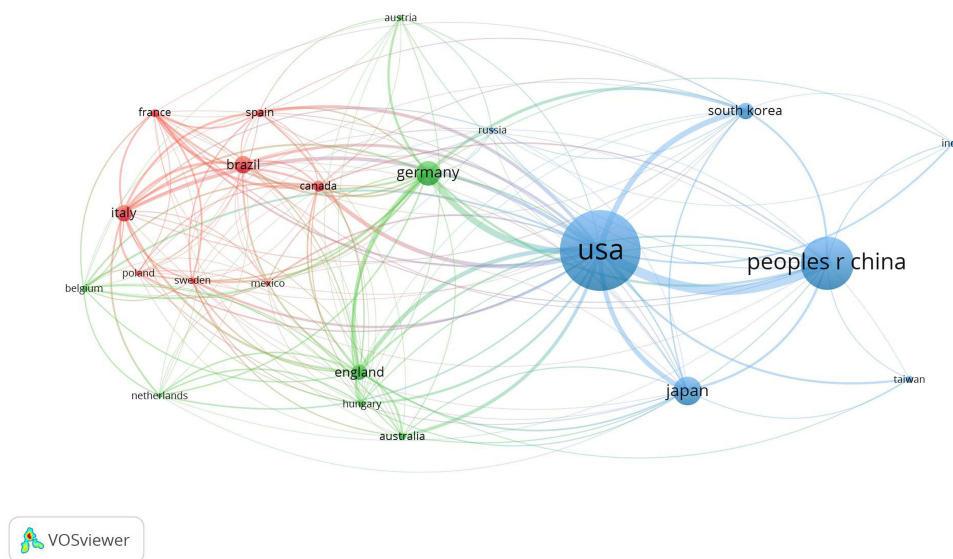 austria
france
spain
south korea
russia
brazil
germany
canada
italy
usa
peoples r china
poland
sweden
mexico
belgium
england
taiwan
netherlands
japan
hungary
australia
VOSviewer